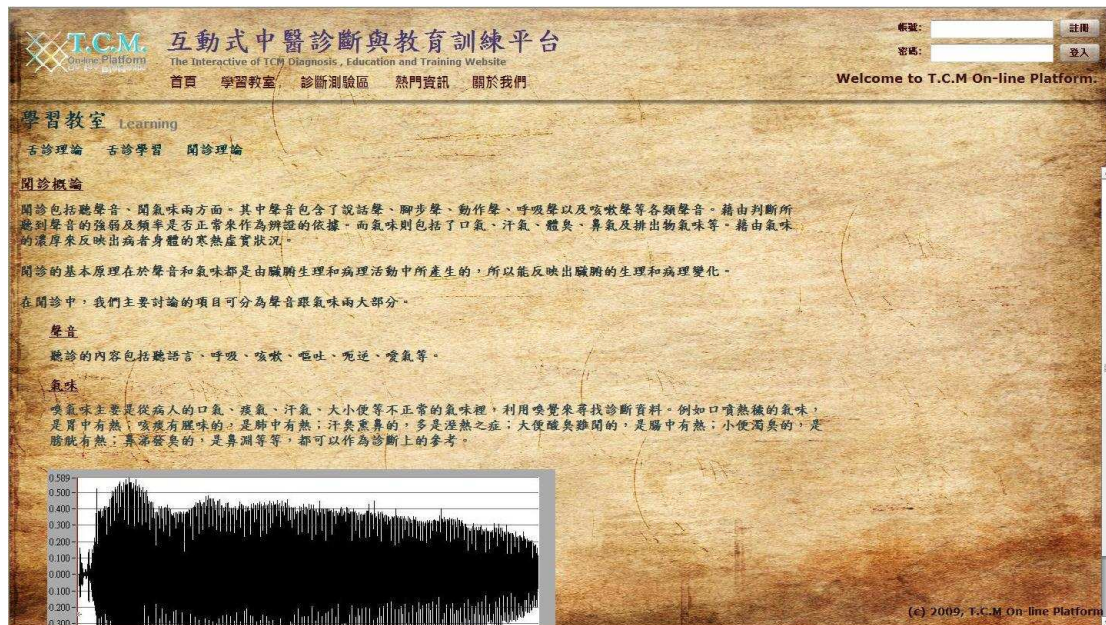 T.C.M.
On-line Platform
互動式中醫診斷與教育訓練平台
The Interactive of TCM Diagnosis , Education and Training Website
首頁 學習教室 診斷測驗區 熱門資訊 關於我們
帳號: 註冊
密碼: 登入
Welcome to T.C.M On-line Platform.
學習教室 Learning
舌診理論 舌診學習 聞診理論
聞診概論
聞診包括聽聲音、聞氣味兩方面。其中聲音包含了說話聲、腳步聲、動作聲、呼吸聲以及咳嗽聲等各類聲音。藉由判斷所
聽到聲音的強弱及頻率是否正常來作為辨證的依據。而氣味則包括了口氣、汗氣、體臭、鼻氣及排出物氣味等。藉由氣味
的濃厚來反映出病者身體的寒熱虛實狀況。
聞診的基本原理在於聲音和氣味都是由臟腑生理和病理活動中所產生的，所以能反映出臟腑的生理和病理變化。
在聞診中，我們主要討論的項目可分為聲音跟氣味兩大部分。
聲音
聽診的內容包括聽語言、呼吸、咳嗽、嘔吐、呃逆、噯氣等。
氣味
嗅氣味主要是從病人的口氣、痰氣、汗氣、大小便等不正常的氣味裡，利用嗅覺來尋找診斷資料。例如口噴熱穢的氣味，
是胃中有熱；咳痰有腥味的，是肺中有熱；汗臭熏鼻的，多是溼熱之症；大便酸臭難聞的，是腸中有熱；小便濁臭的，是
膀胱有熱；鼻涕發臭的，是鼻淵等等，都可以作為診斷上的參考。
0.589
0.500
0.400
0.300
0.200
0.100
0.000
0.100
0.200
0.300
(c) 2009, T.C.M On-line Platform